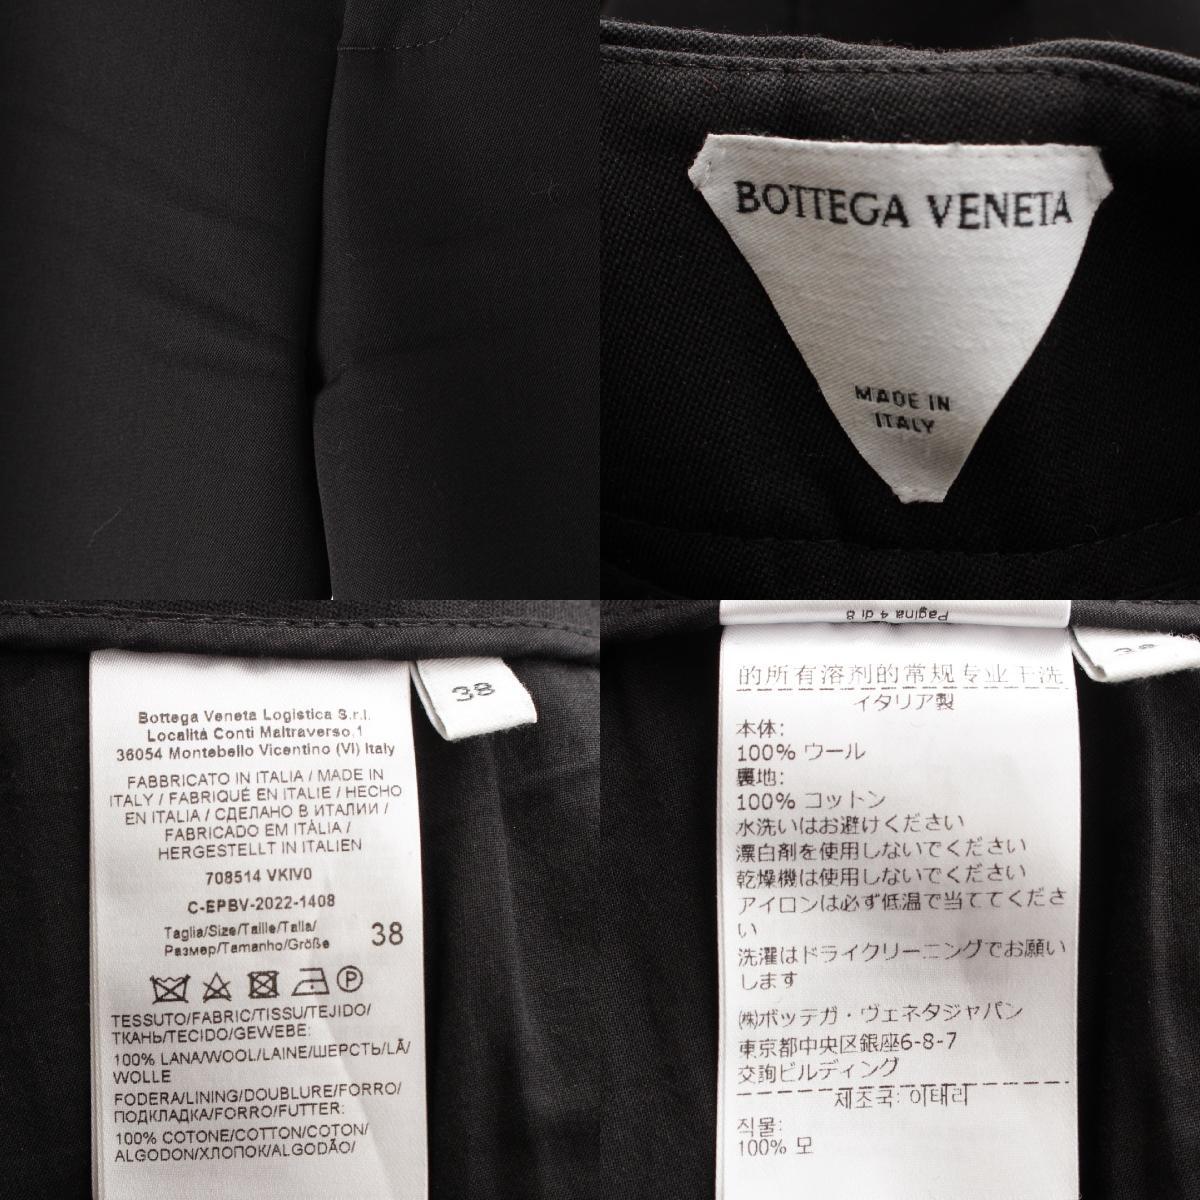 BOTTEGA VENETA
MADE IN
ITALY
Bottega Veneta Logistica S.r.l.
Località Conti Maltraverso,1
36054 Montebello Vicentino (VI) Italy
FABBRICATO IN ITALIA / MADE IN
ITALY / FABRIQUÉ EN ITALIE / HECHO
EN ITALIA / СДЕЛАНО В ИТАЛИИ /
FABRICADO EM ITÀLIA /
HERGESTELLT IN ITALIEN
708514 VKIV0
C-EPBV-2022-1408
Taglia/Size/Taille/Talla/
Размер/Tamanho/Größe
38
P
TESSUTO/FABRIC/TISSU/TEJIDO/
ТКАНЬ/TECIDO/GEWEBE:
100% LANA/WOOL/LAINE/ШЕРСТЬ/LÃ/
WOLLE
FODERA/LINING/DOUBLURE/FORRO/
ПОДКЛАДКА/FORRO/FUTTER:
100% COTONE/COTTON/COTON/
ALGODON/ХЛОПОК/ALGODÃO/
38
Pagina 4 di 8
的所有溶剂的常规专业干洗
イタリア製
本体:
100% ウール
裏地:
100% コットン
水洗いはお避けください
漂白剤を使用しないでください
乾燥機は使用しないでください
アイロンは必ず低温で当ててくださ
い
洗濯はドライクリーニングでお願い
します
㈱ボッテガ・ヴェネタジャパン
東京都中央区銀座6-8-7
交詢ビルディング
제조국: 이태리
직물:
100% 모
38